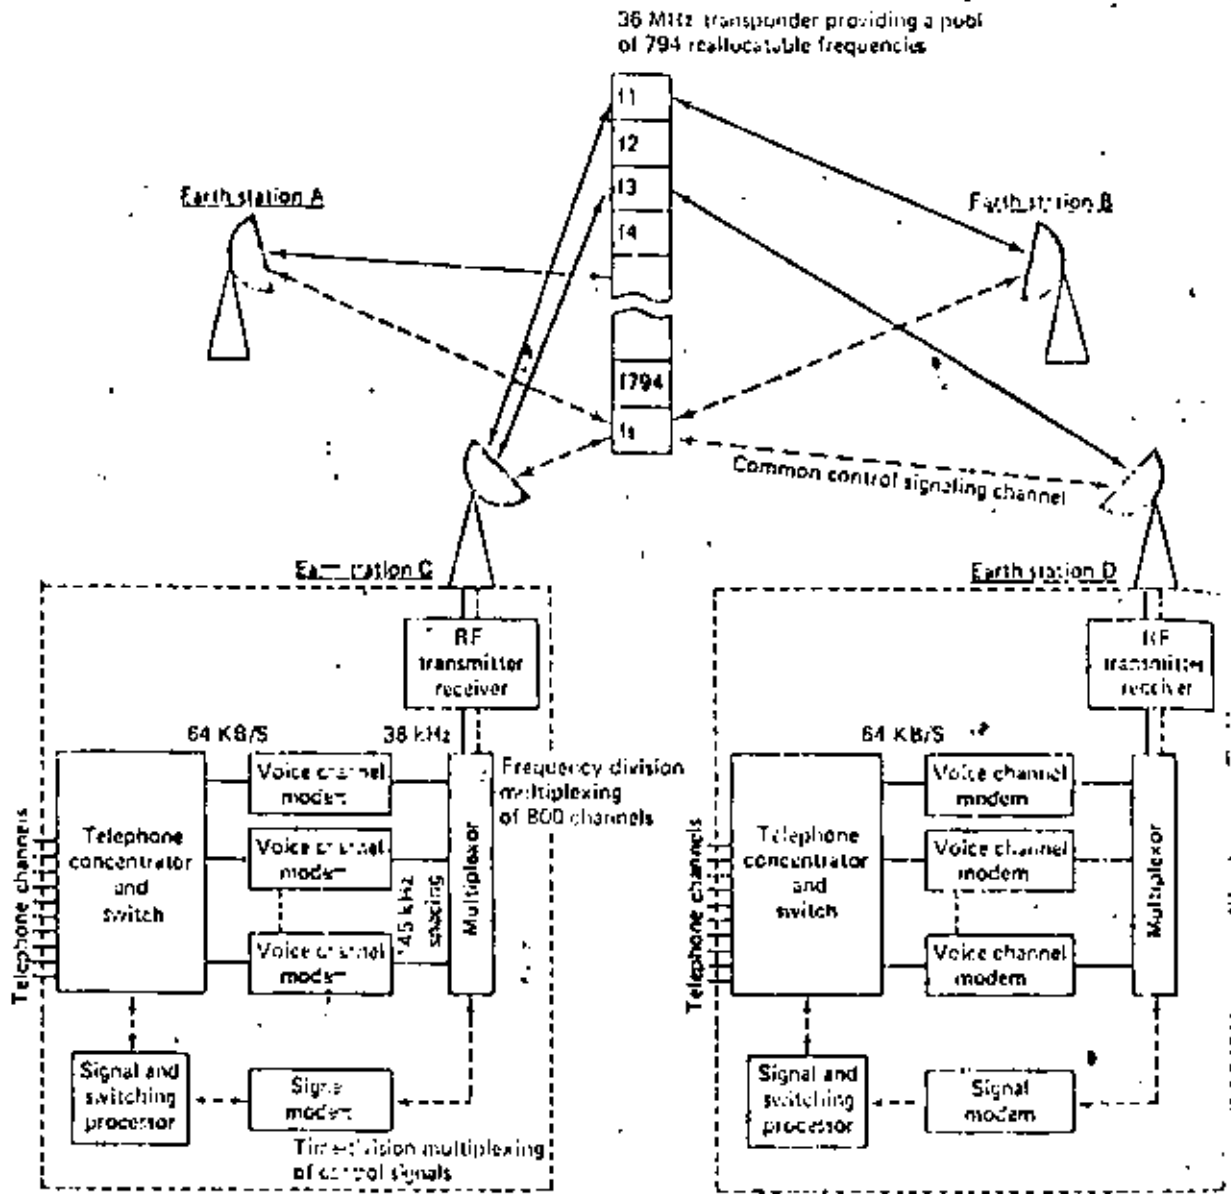 36 MHz transponder providing a pool
of 794 reallocatable frequencies
f1
f2
f3
f4
f794
fs
Earth station A
Earth station B
Common control signaling channel
Earth station C
Earth station D
RF
transmitter
receiver
64 KB/S
38 kHz
Telephone channels
Telephone
concentrator
and
switch
Voice channel
modem
Voice channel
modem
Voice channel
modem
45 kHz
spacing
Multiplexor
Frequency division
multiplexing
of 800 channels
Signal and
switching
processor
Signal
modem
Time-division multiplexing
of control signals
RF
transmitter
receiver
64 KB/S
Telephone channels
Telephone
concentrator
and
switch
Voice channel
modem
Voice channel
modem
Voice channel
modem
Multiplexor
Signal and
switching
processor
Signal
modem